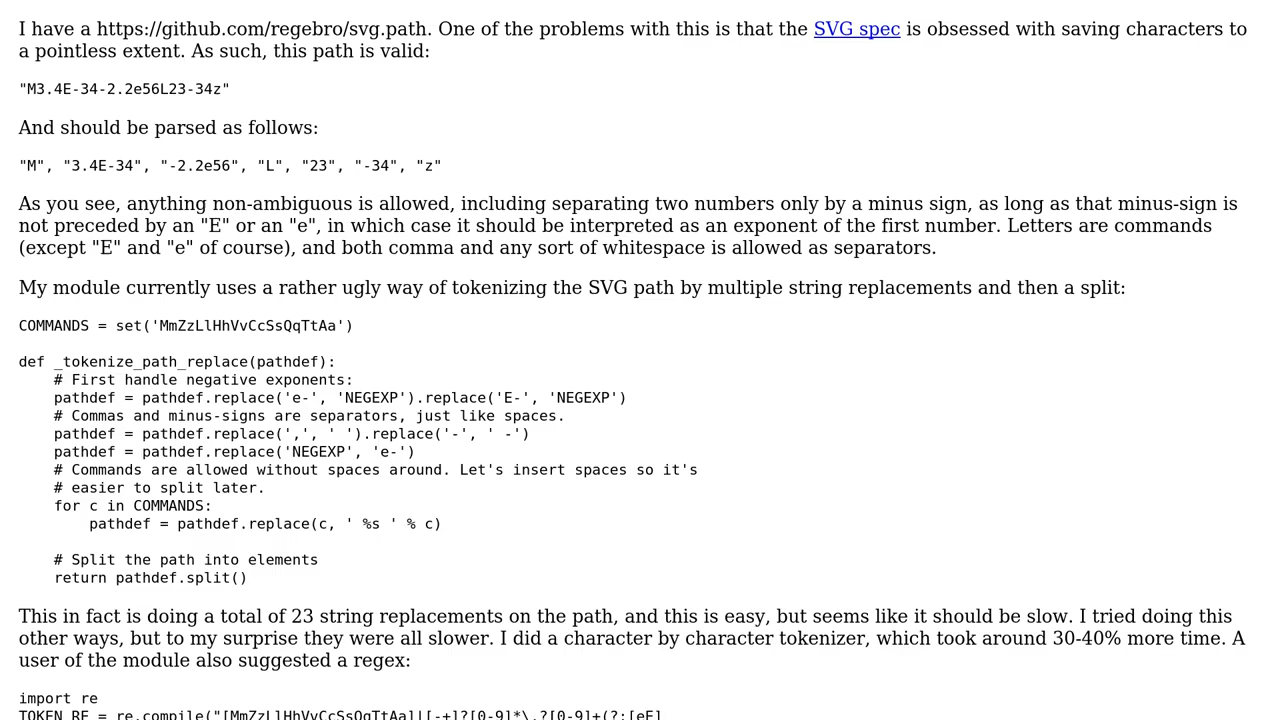 I have a https://github.com/regebro/svg.path. One of the problems with this is that the SVG spec is obsessed with saving characters to
a pointless extent. As such, this path is valid:
"M3.4E-34-2.2e56L23-34z"
And should be parsed as follows:
"M", "3.4E-34", "-2.2e56", "L", "23", "-34", "z"
As you see, anything non-ambiguous is allowed, including separating two numbers only by a minus sign, as long as that minus-sign is
not preceded by an "E" or an "e", in which case it should be interpreted as an exponent of the first number. Letters are commands
(except "E" and "e" of course), and both comma and any sort of whitespace is allowed as separators.
My module currently uses a rather ugly way of tokenizing the SVG path by multiple string replacements and then a split:
COMMANDS = set('MmZzLlHhVvCcSsQqTtAa')
def _tokenize_path_replace(pathdef):
    # First handle negative exponents:
    pathdef = pathdef.replace('e-', 'NEGEXP').replace('E-', 'NEGEXP')
    # Commas and minus-signs are separators, just like spaces.
    pathdef = pathdef.replace(',', ' ').replace('-', ' -')
    pathdef = pathdef.replace('NEGEXP', 'e-')
    # Commands are allowed without spaces around. Let's insert spaces so it's
    # easier to split later.
    for c in COMMANDS:
        pathdef = pathdef.replace(c, ' %s ' % c)
    # Split the path into elements
    return pathdef.split()
This in fact is doing a total of 23 string replacements on the path, and this is easy, but seems like it should be slow. I tried doing this
other ways, but to my surprise they were all slower. I did a character by character tokenizer, which took around 30-40% more time. A
user of the module also suggested a regex:
import re
TOKEN_RE = re.compile("[MmZzLlHhVvCcSsQqTtAa]|[-+]?[0-9]*\.?[0-9]+(?:[eE]